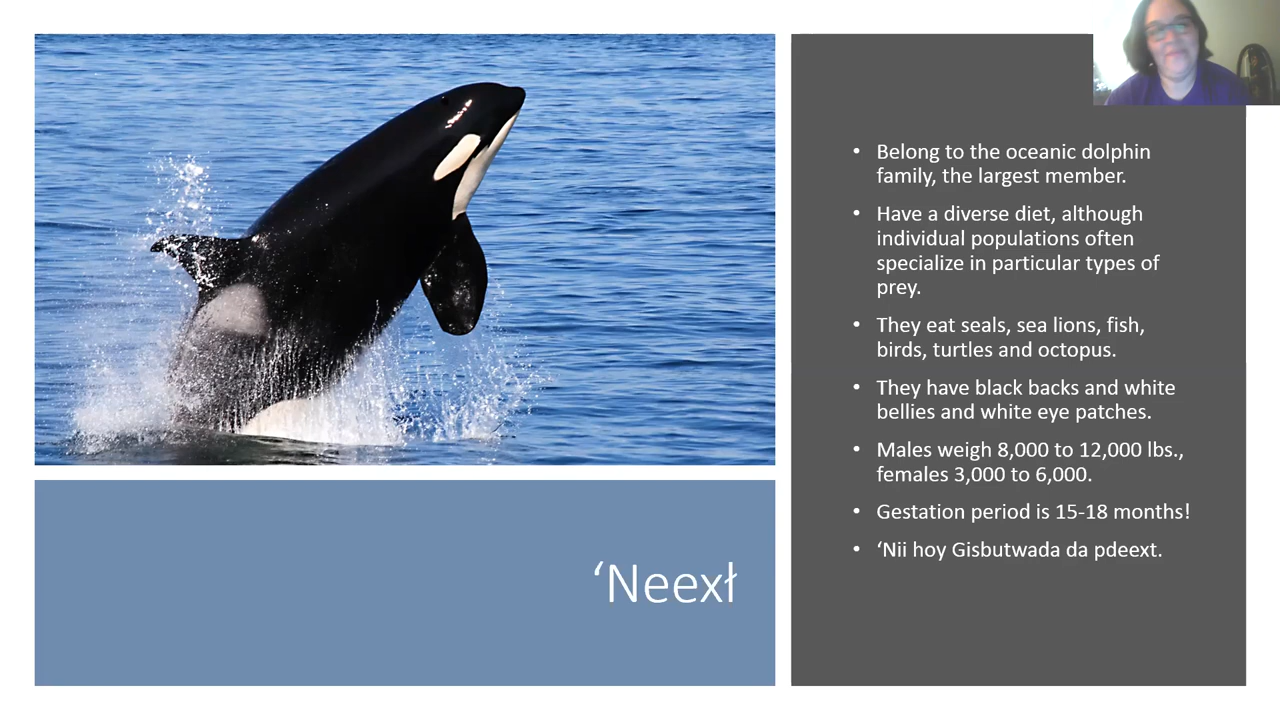 • Belong to the oceanic dolphin
family, the largest member.
• Have a diverse diet, although
individual populations often
specialize in particular types of
prey.
• They eat seals, sea lions, fish,
birds, turtles and octopus.
• They have black backs and white
bellies and white eye patches.
• Males weigh 8,000 to 12,000 lbs.,
females 3,000 to 6,000.
• Gestation period is 15-18 months!
• ‘Nii hoy Gisbutwada da pdeext.
‘Neexł